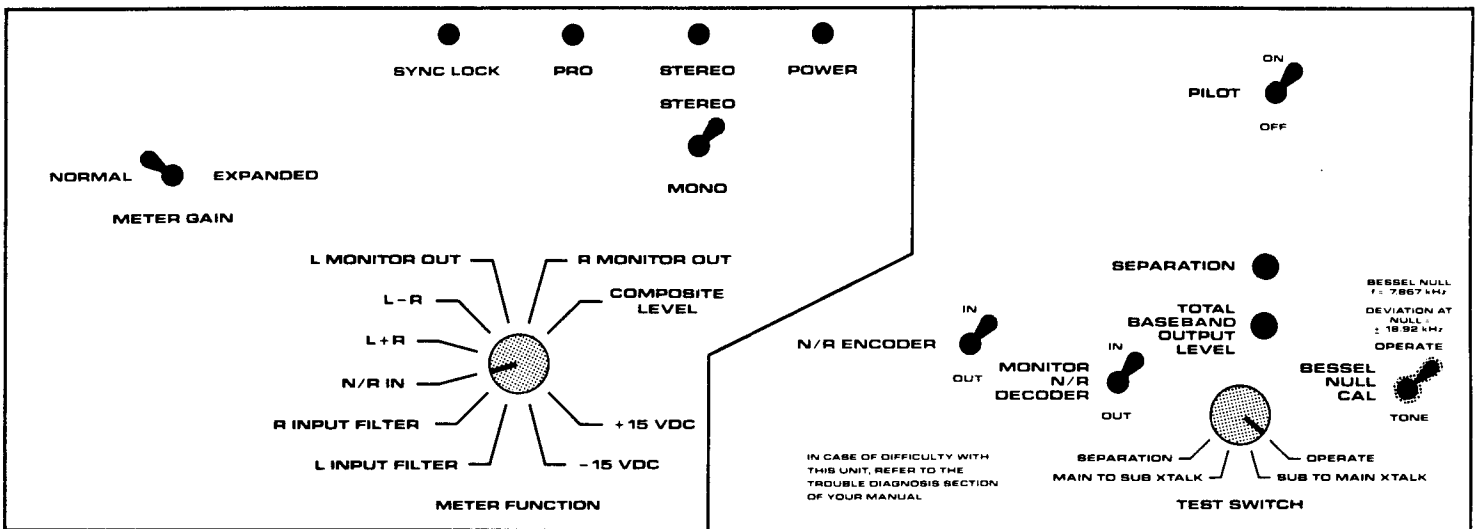 SYNC LOCK
PRO
STEREO
POWER
STEREO
MONO
NORMAL
EXPANDED
METER GAIN
L MONITOR OUT
R MONITOR OUT
L-R
COMPOSITE
LEVEL
L+R
N/R IN
R INPUT FILTER
+15 VDC
L INPUT FILTER
-15 VDC
METER FUNCTION
ON
PILOT
OFF
SEPARATION
TOTAL
BASEBAND
OUTPUT
LEVEL
BESSEL NULL
f = 7.867 kHz
DEVIATION AT
NULL =
± 18.92 kHz
IN
N/R ENCODER
OUT
IN
MONITOR
N/R
DECODER
OUT
OPERATE
BESSEL
NULL
CAL
TONE
IN CASE OF DIFFICULTY WITH
THIS UNIT, REFER TO THE
TROUBLE DIAGNOSIS SECTION
OF YOUR MANUAL
SEPARATION
OPERATE
MAIN TO SUB XTALK
SUB TO MAIN XTALK
TEST SWITCH